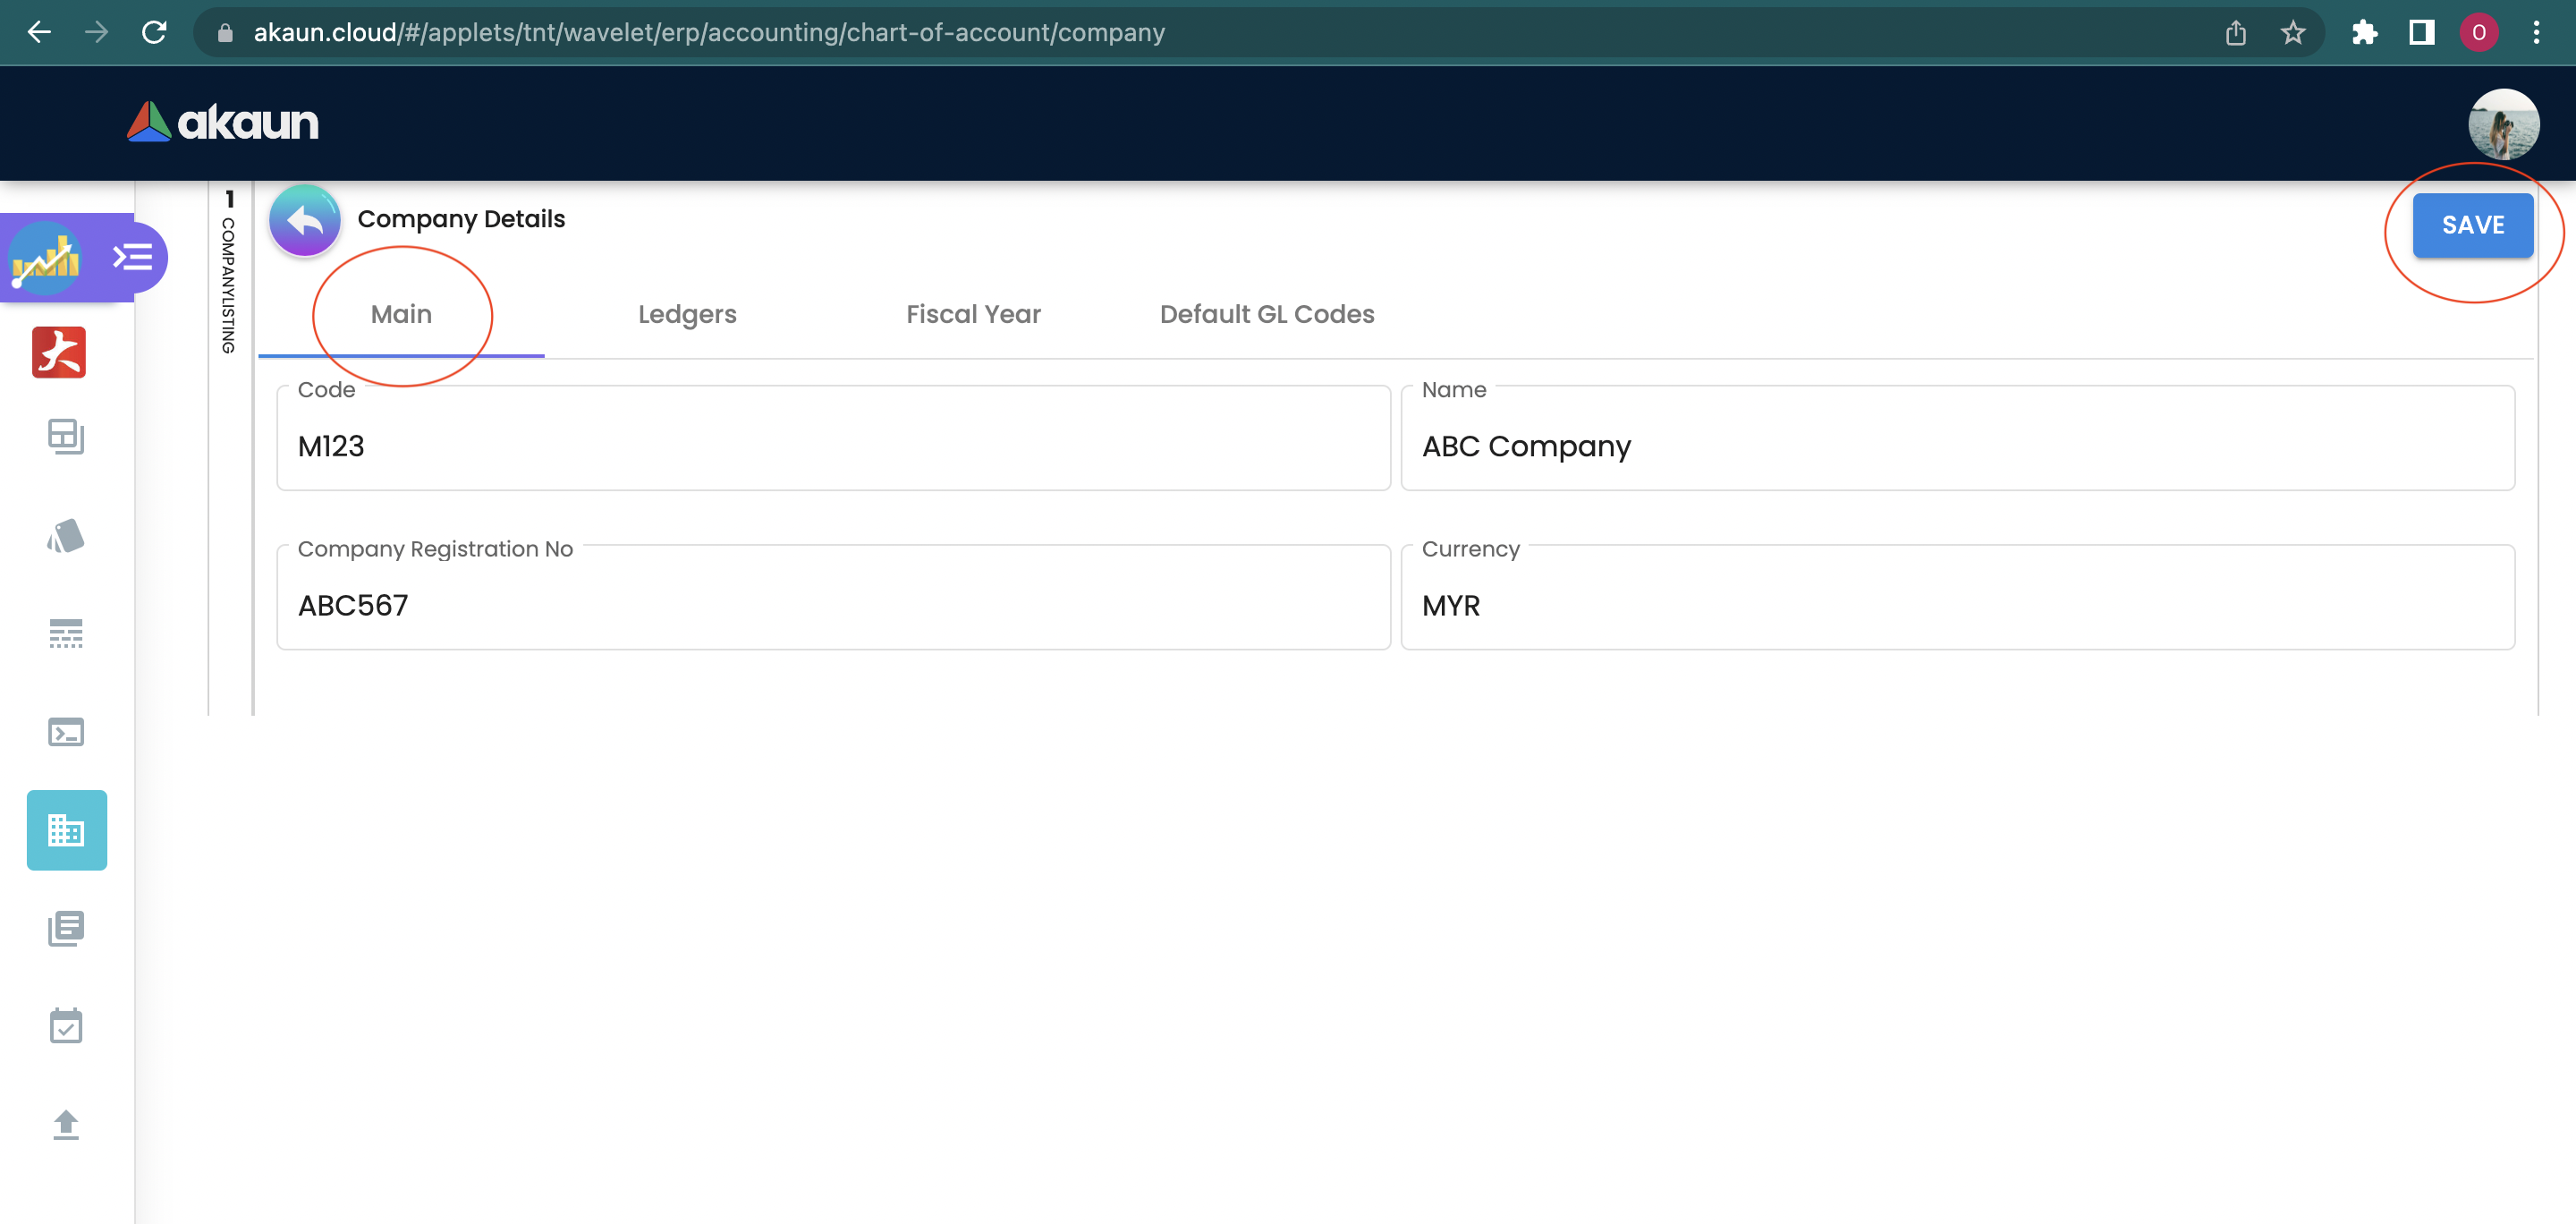 akaun.cloud/#/applets/tnt/wavelet/erp/accounting/chart-of-account/company
O
akaun
1
COMPANYLISTING
Company Details
SAVE
Main Ledgers Fiscal Year Default GL Codes
Code Name
M123 ABC Company
Company Registration No Currency
ABC567 MYR